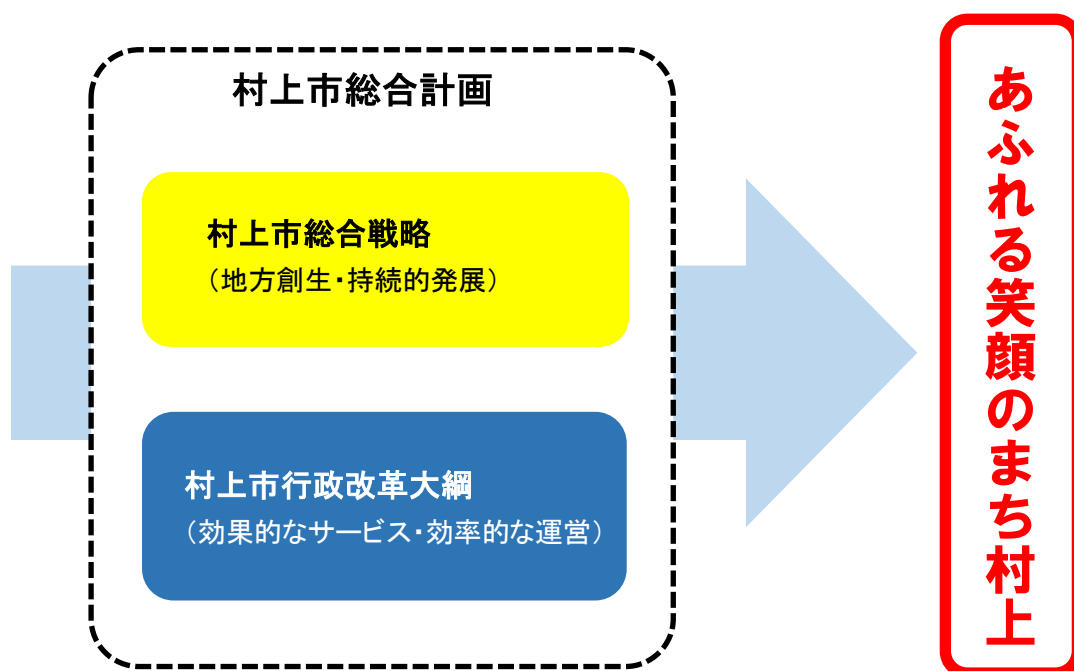 村上市総合計画
村上市総合戦略
（地方創生・持続的発展）
村上市行政改革大綱
（効果的なサービス・効率的な運営）
あふれる笑顔のまち村上